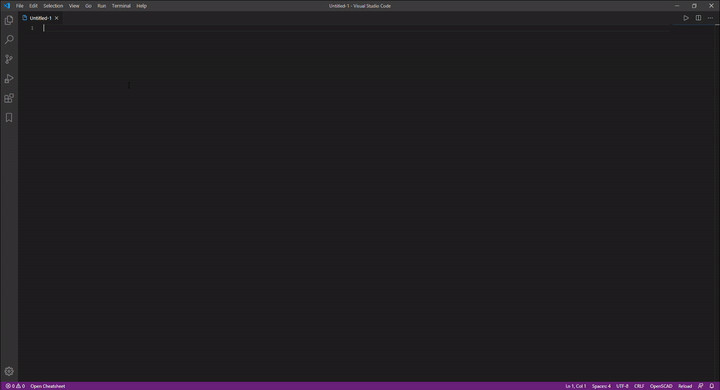 File Edit Selection View Go Run Terminal Help
Untitled-1 - Visual Studio Code
Untitled-1
1
0 0 Open Cheatsheet
Ln 1, Col 1 Spaces: 4 UTF-8 CRLF OpenSCAD Reload